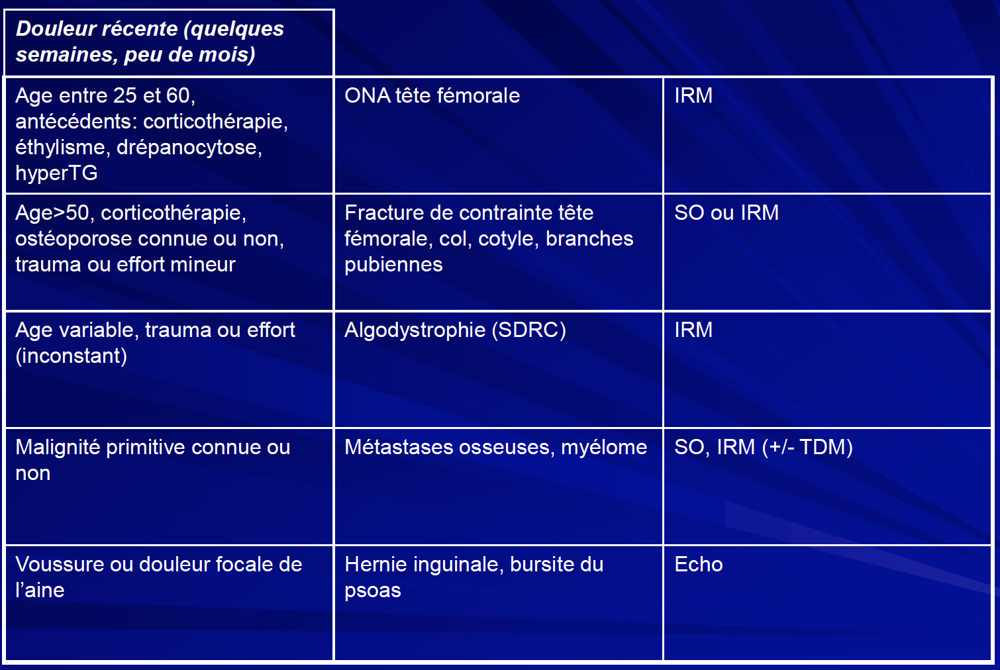 Douleur récente (quelques
semaines, peu de mois)
Age entre 25 et 60,
antécédents: corticothérapie,
éthylisme, drépanocytose,
hyperTG
ONA tête fémorale
IRM
Age>50, corticothérapie,
ostéoporose connue ou non,
trauma ou effort mineur
Fracture de contrainte tête
fémorale, col, cotyle, branches
pubiennes
SO ou IRM
Age variable, trauma ou effort
(inconstant)
Algodystrophie (SDRC)
IRM
Malignité primitive connue ou
non
Métastases osseuses, myélome
SO, IRM (+/- TDM)
Voussure ou douleur focale de
l’aine
Hernie inguinale, bursite du
psoas
Echo